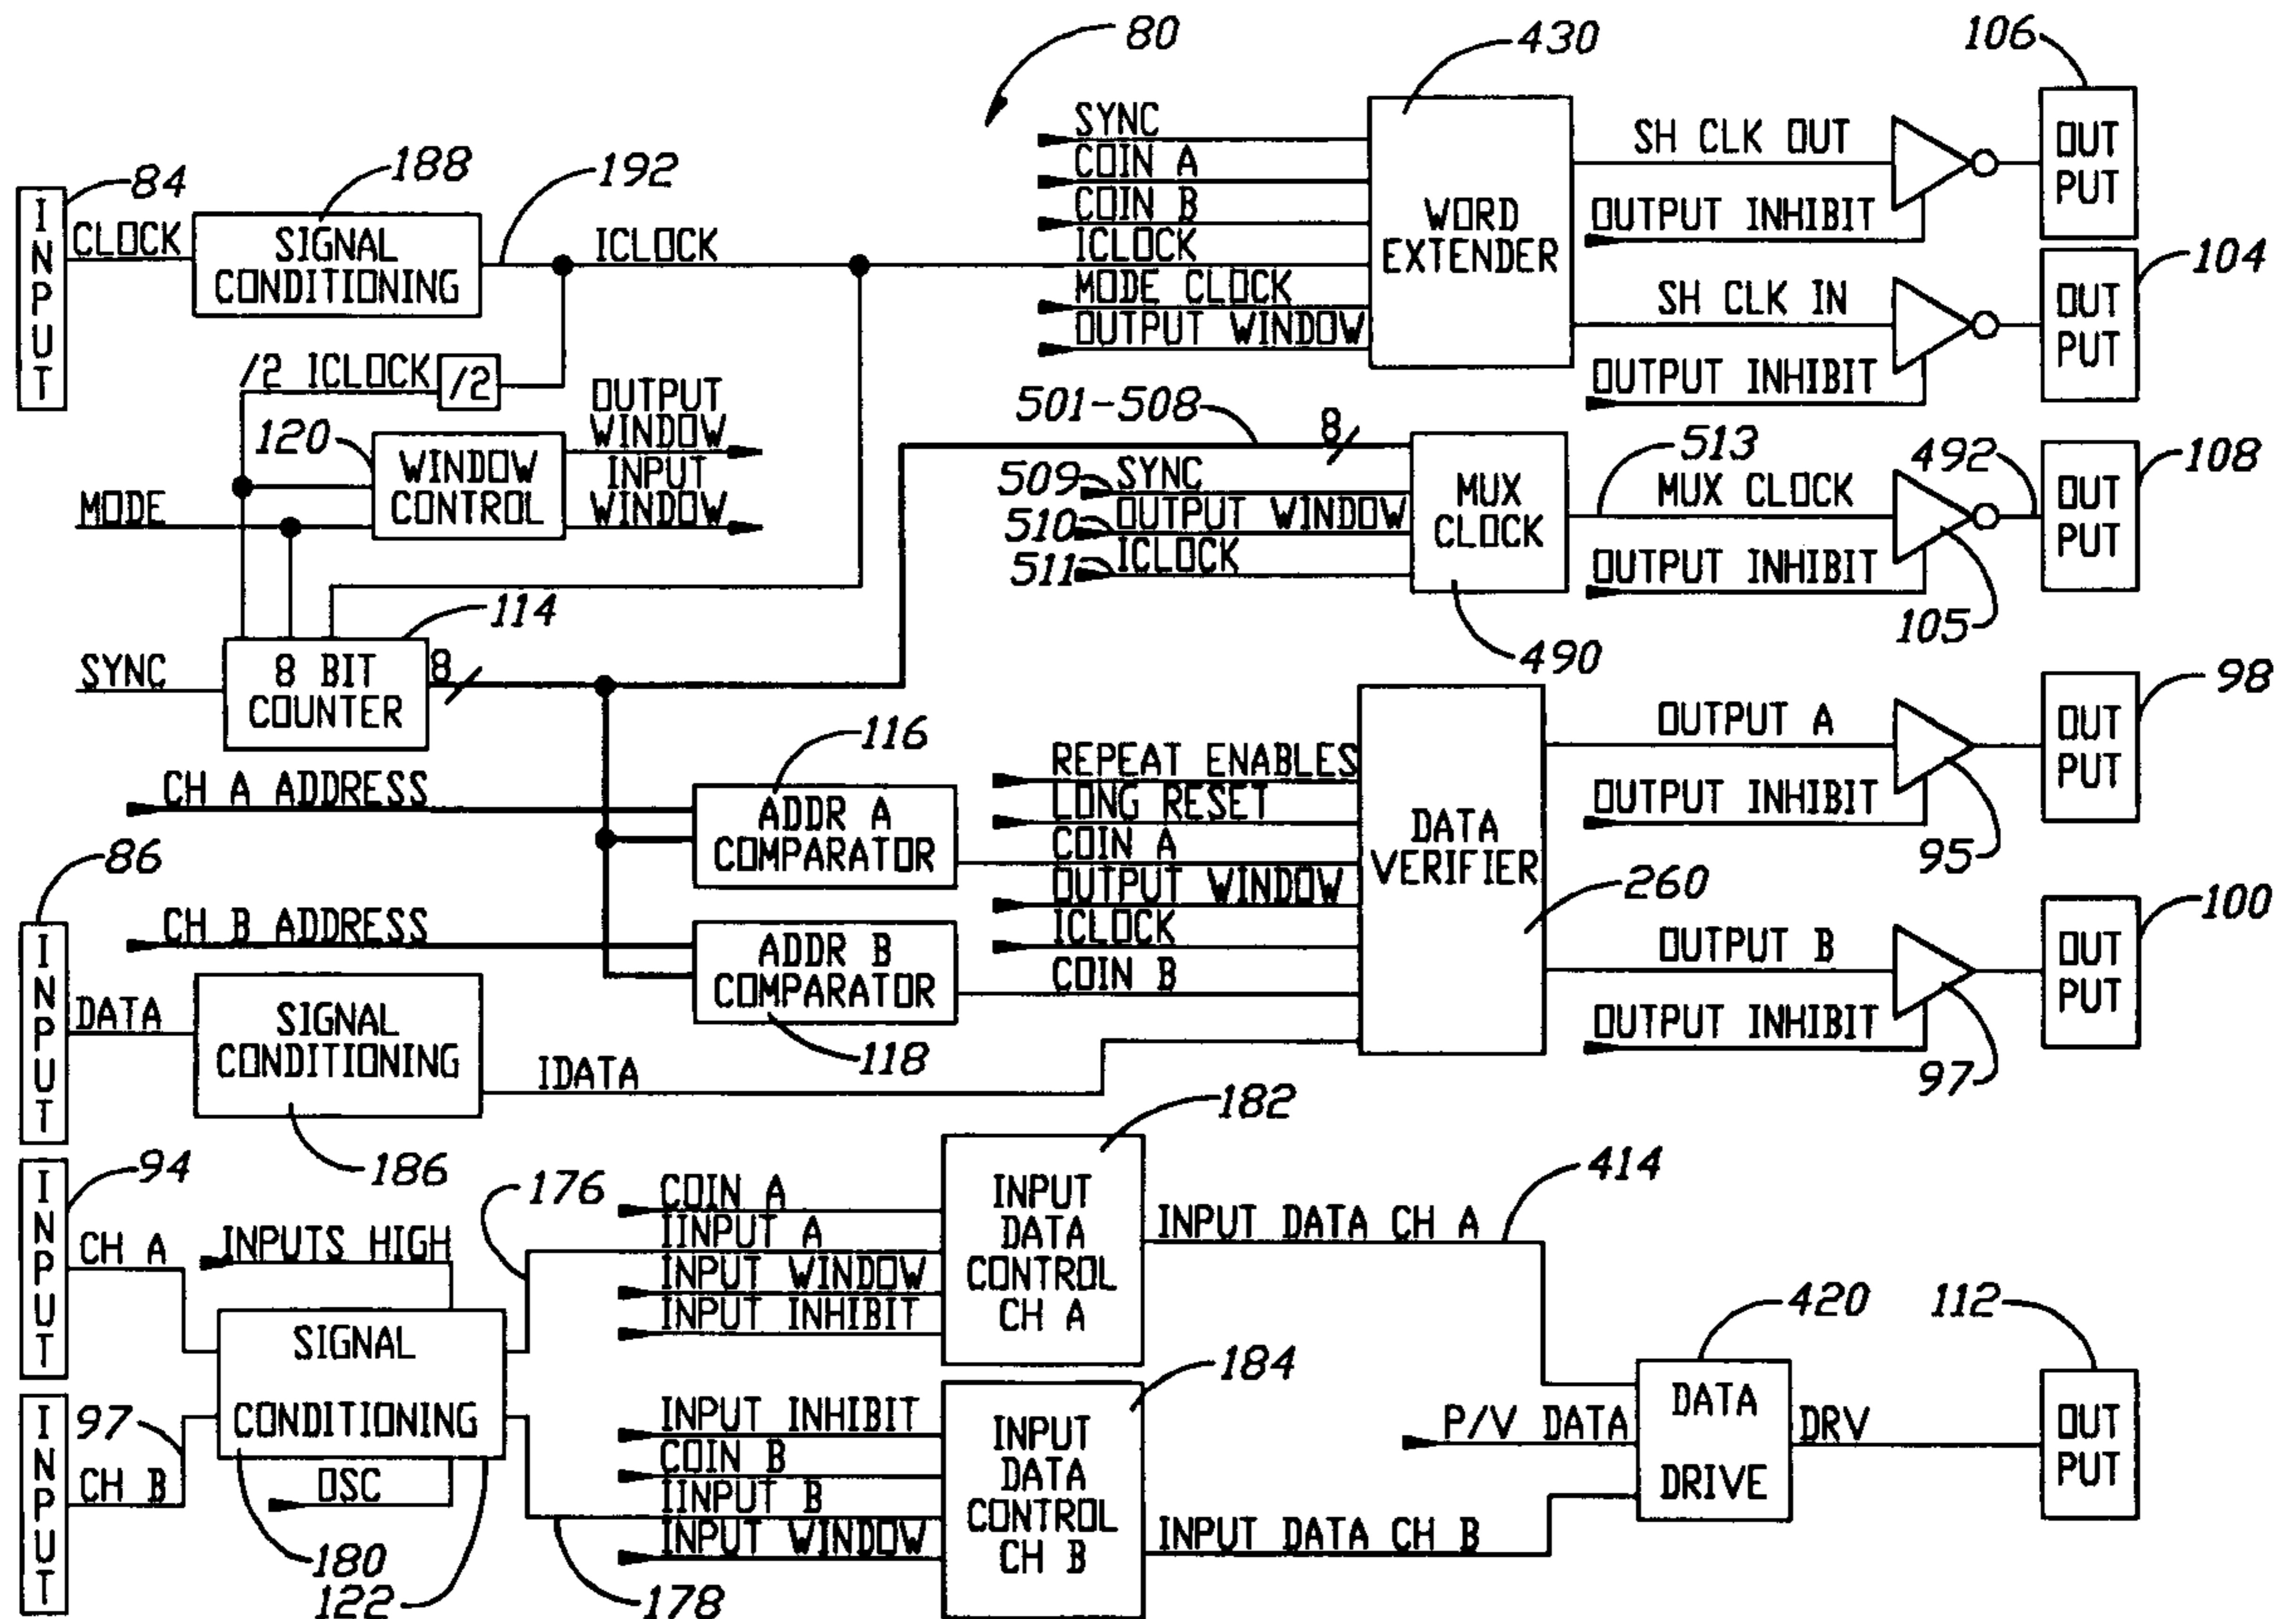 80
430
106
SYNC
COIN A
COIN B
ICLOCK
MODE CLOCK
OUTPUT WINDOW
WORD
EXTENDER
SH CLK OUT
OUTPUT INHIBIT
OUT
PUT
SH CLK IN
OUTPUT INHIBIT
OUT
PUT
104
84
INPUT
CLOCK
188
SIGNAL
CONDITIONING
192
ICLOCK
/2 ICLOCK
/2
120
WINDOW
CONTROL
OUTPUT
WINDOW
INPUT
WINDOW
MODE
501-508
8
509
SYNC
510
OUTPUT WINDOW
511
ICLOCK
MUX
CLOCK
490
513
MUX CLOCK
OUTPUT INHIBIT
492
105
OUT
PUT
108
SYNC
114
8 BIT
COUNTER
8
CH A ADDRESS
116
ADDR A
COMPARATOR
CH B ADDRESS
ADDR B
COMPARATOR
118
REPEAT ENABLES
LONG RESET
COIN A
OUTPUT WINDOW
ICLOCK
COIN B
DATA
VERIFIER
260
OUTPUT A
OUTPUT INHIBIT
95
OUT
PUT
98
OUTPUT B
OUTPUT INHIBIT
97
OUT
PUT
100
86
INPUT
DATA
SIGNAL
CONDITIONING
186
IDATA
94
INPUT
CH A
INPUTS HIGH
INPUT
97
CH B
SIGNAL
CONDITIONING
OSC
180
122
176
178
COIN A
IINPUT A
INPUT WINDOW
INPUT INHIBIT
182
INPUT
DATA
CONTROL
CH A
INPUT DATA CH A
414
INPUT INHIBIT
COIN B
IINPUT B
INPUT WINDOW
184
INPUT
DATA
CONTROL
CH B
INPUT DATA CH B
P/V DATA
420
DATA
DRIVE
DRV
112
OUT
PUT